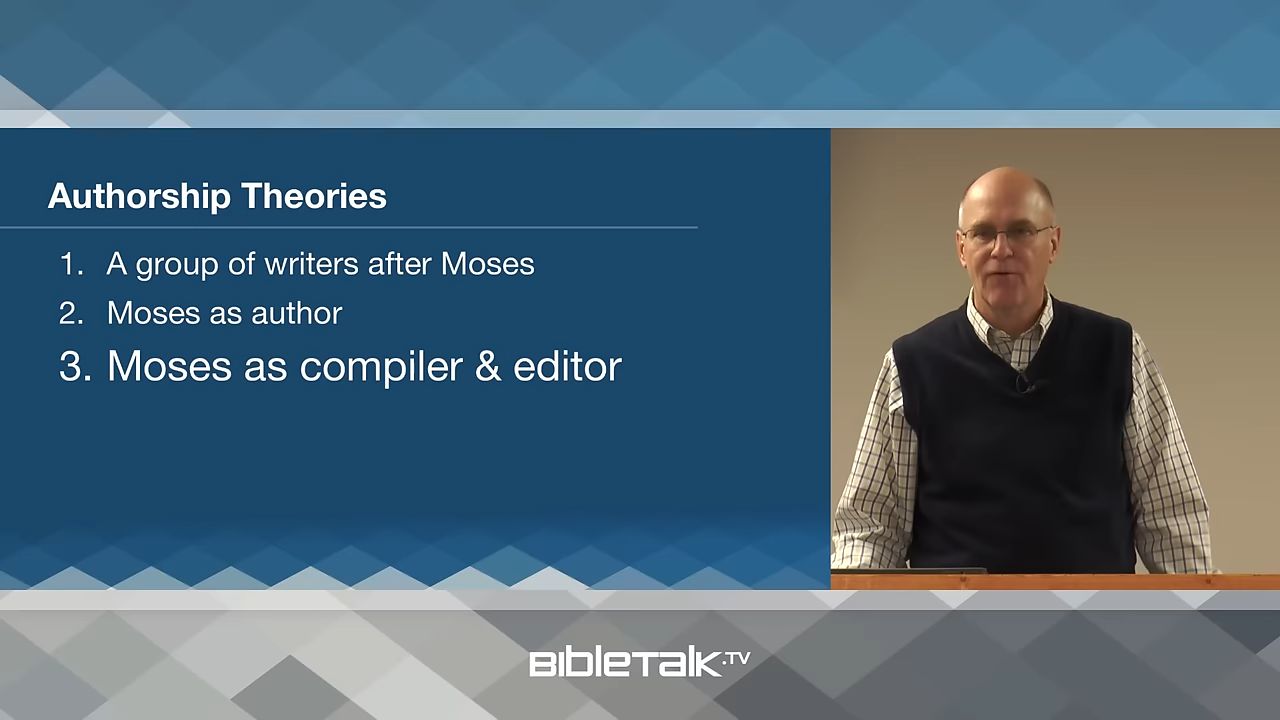 Authorship Theories
1. A group of writers after Moses
2. Moses as author
3. Moses as compiler & editor
BIBLETALK.TV